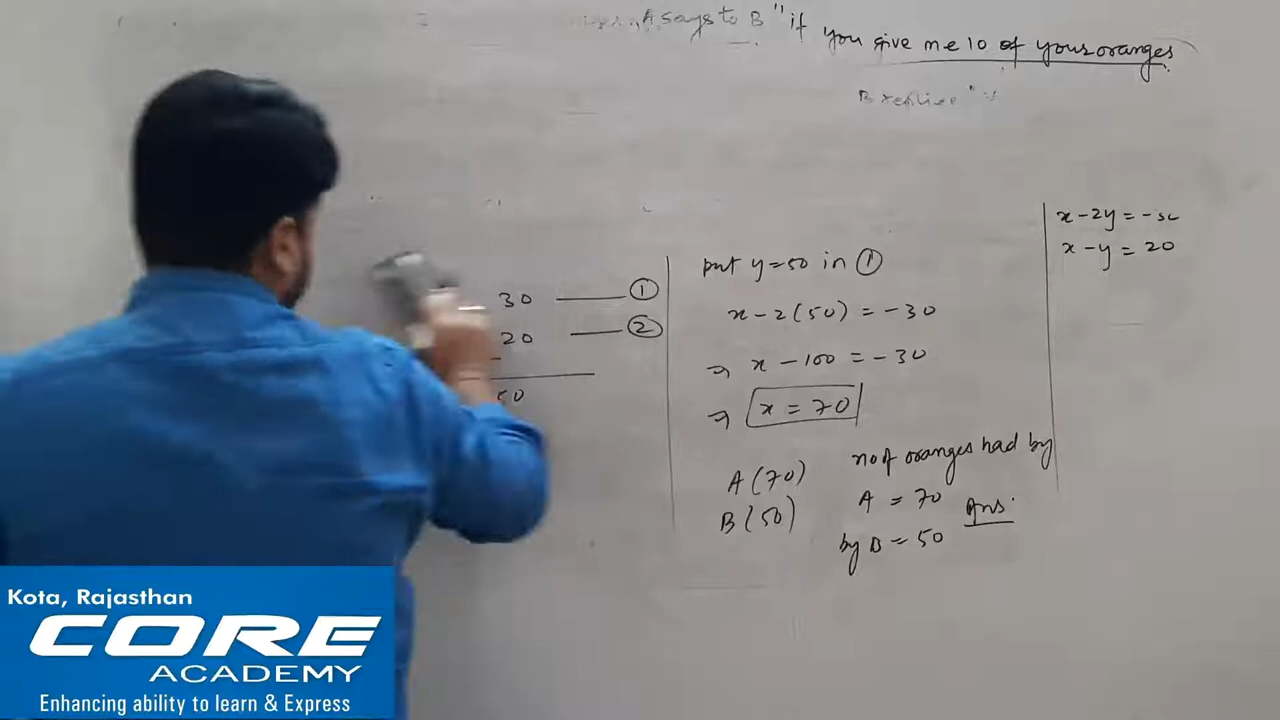 A says to B "if you give me 10 of your oranges
B replies "if
30 ——— ①
20 ——— ②
50
put y=50 in ①
x-2(50) = -30
⇒ x - 100 = -30
⇒ x = 70
A (70)
B (50)
no of oranges had by
A = 70 Ans.
by B = 50
x-2y = -30
x-y = 20
Kota, Rajasthan
CORE
ACADEMY
Enhancing ability to learn & Express